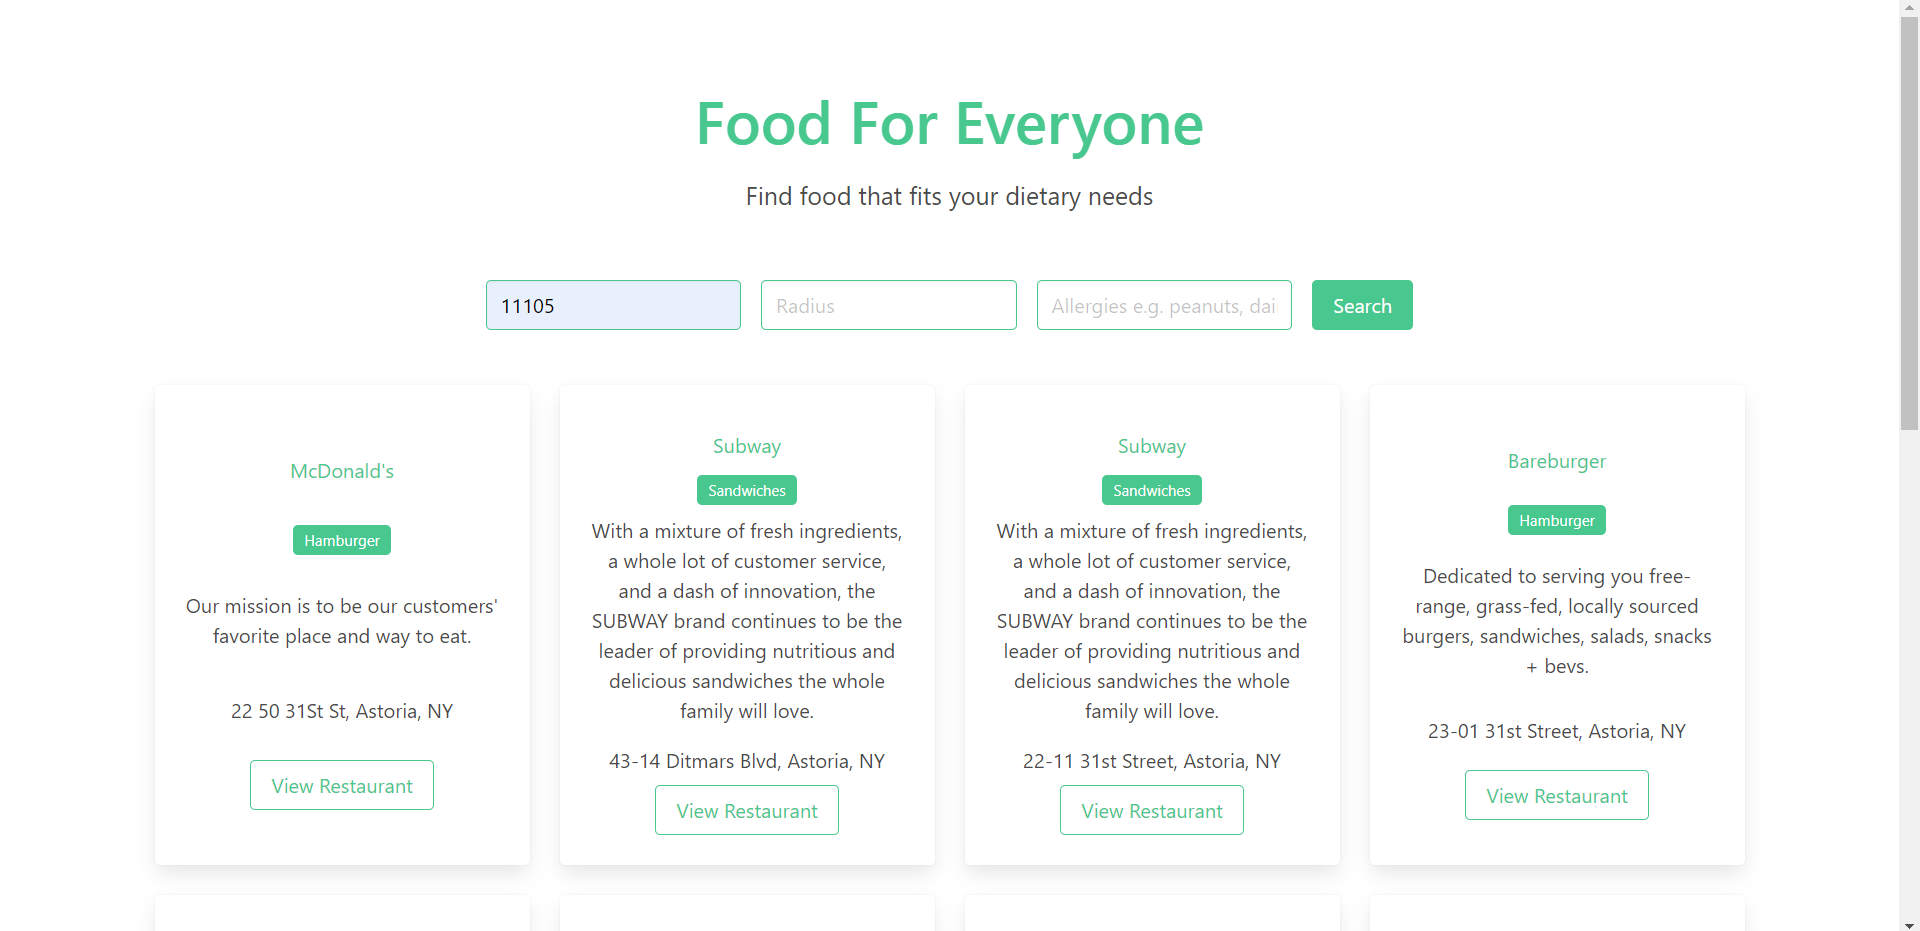 Food For Everyone
Find food that fits your dietary needs
11105
Radius
Allergies e.g. peanuts, dai
Search
McDonald's
Hamburger
Our mission is to be our customers'
favorite place and way to eat.
22 50 31St St, Astoria, NY
View Restaurant
Subway
Sandwiches
With a mixture of fresh ingredients,
a whole lot of customer service,
and a dash of innovation, the
SUBWAY brand continues to be the
leader of providing nutritious and
delicious sandwiches the whole
family will love.
43-14 Ditmars Blvd, Astoria, NY
View Restaurant
Subway
Sandwiches
With a mixture of fresh ingredients,
a whole lot of customer service,
and a dash of innovation, the
SUBWAY brand continues to be the
leader of providing nutritious and
delicious sandwiches the whole
family will love.
22-11 31st Street, Astoria, NY
View Restaurant
Bareburger
Hamburger
Dedicated to serving you free-
range, grass-fed, locally sourced
burgers, sandwiches, salads, snacks
+ bevs.
23-01 31st Street, Astoria, NY
View Restaurant